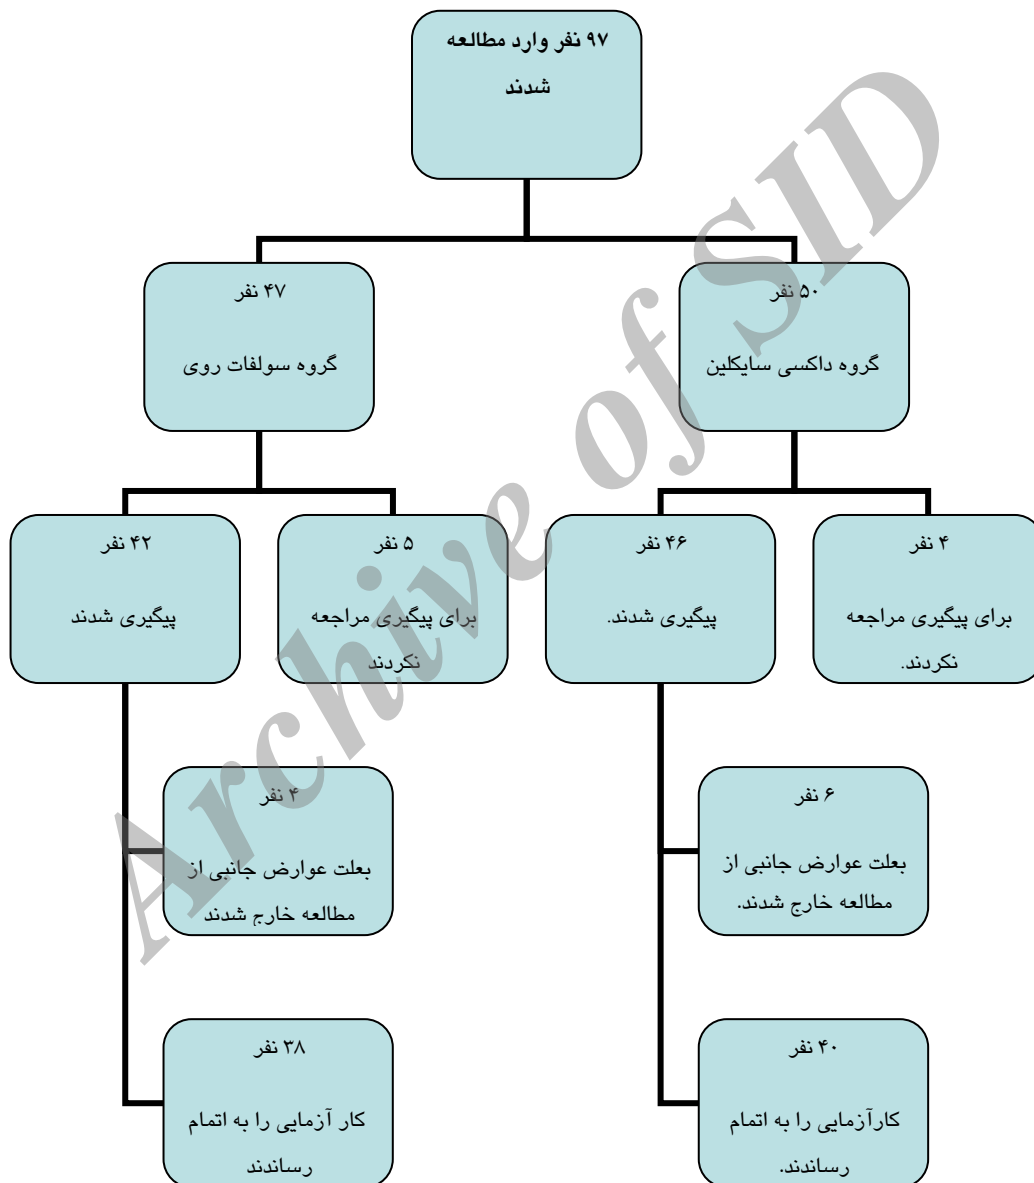 ۹۷ نفر وارد مطالعه
شدند
۵۰ نفر
گروه داکسی سایکلین
۴۷ نفر
گروه سولفات روی
۴ نفر
برای پیگیری مراجعه
نکردند.
۴۶ نفر
پیگیری شدند.
۵ نفر
برای پیگیری مراجعه
نکردند
۴۲ نفر
پیگیری شدند
۶ نفر
بعلت عوارض جانبی از
مطالعه خارج شدند.
۴ نفر
بعلت عوارض جانبی از
مطالعه خارج شدند
۴۰ نفر
کارآزمایی را به اتمام
رساندند.
۳۸ نفر
کار آزمایی را به اتمام
رساندند
Archive of SID